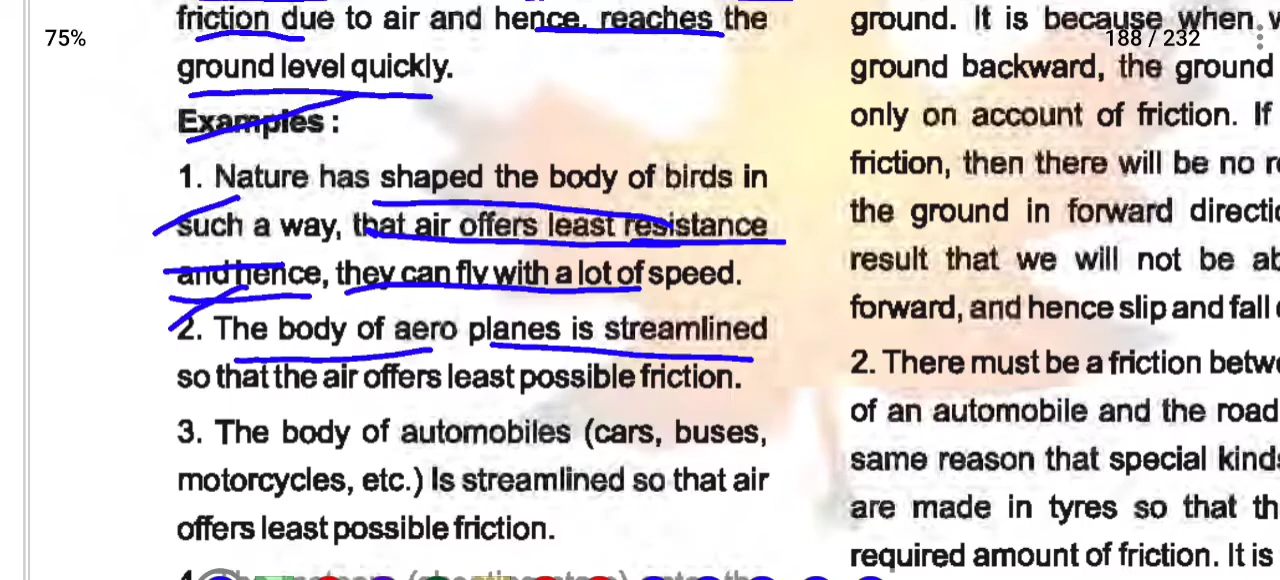 75%
188 / 232
friction due to air and hence, reaches the
ground level quickly.
Examples :
1. Nature has shaped the body of birds in
such a way, that air offers least resistance
and hence, they can fly with a lot of speed.
2. The body of aero planes is streamlined
so that the air offers least possible friction.
3. The body of automobiles (cars, buses,
motorcycles, etc.) Is streamlined so that air
offers least possible friction.
ground. It is because when
ground backward, the ground
only on account of friction. If
friction, then there will be no
the ground in forward
result that we will not be
forward, and hence slip and fall
2. There must be a friction
of an automobile and the road
same reason that special
are made in tyres so that
required amount of friction. It is